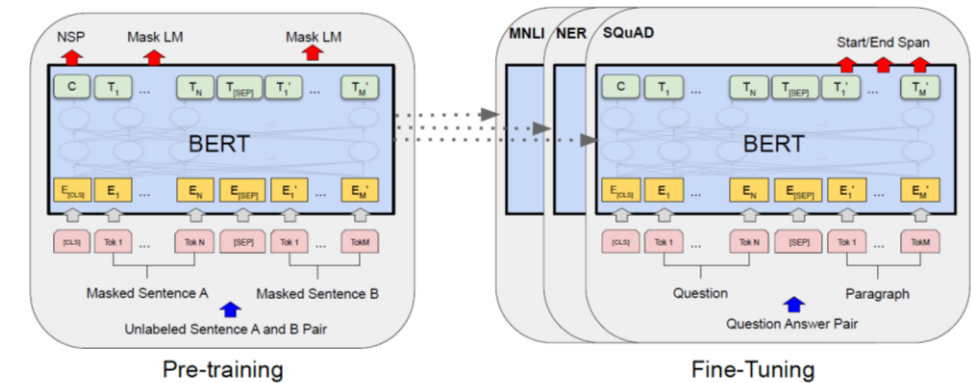 NSP Mask LM Mask LM
C T1 ... TN T[SEP] T1' ... TM'
BERT
E[CLS] E1 ... EN E[SEP] E1' ... EM'
[CLS] Tok 1 ... Tok N [SEP] Tok 1 ... TokM
Masked Sentence A Masked Sentence B
Unlabeled Sentence A and B Pair
Pre-training
MNLI NER SQuAD
Start/End Span
C T1 ... TN T[SEP] T1' ... TM'
BERT
E[CLS] E1 ... EN E[SEP] E1' ... EM'
[CLS] Tok 1 ... Tok N [SEP] Tok 1 ... TokM
Question Paragraph
Question Answer Pair
Fine-Tuning